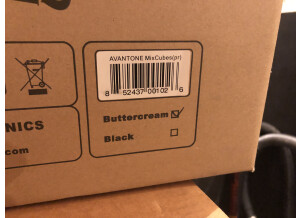 AVANTONE MixCubes(pr)
8 52437 00102 6
Buttercream
Black
NICS
.com